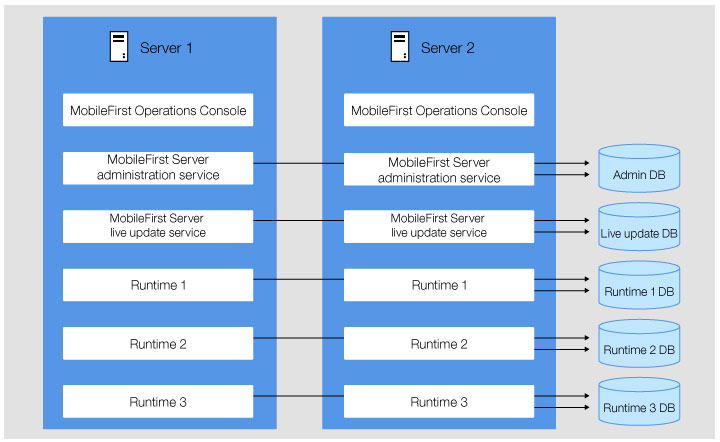 Server 1
Server 2
MobileFirst Operations Console
MobileFirst Operations Console
MobileFirst Server
administration service
MobileFirst Server
administration service
Admin DB
MobileFirst Server
live update service
MobileFirst Server
live update service
Live update DB
Runtime 1
Runtime 1
Runtime 1 DB
Runtime 2
Runtime 2
Runtime 2 DB
Runtime 3
Runtime 3
Runtime 3 DB